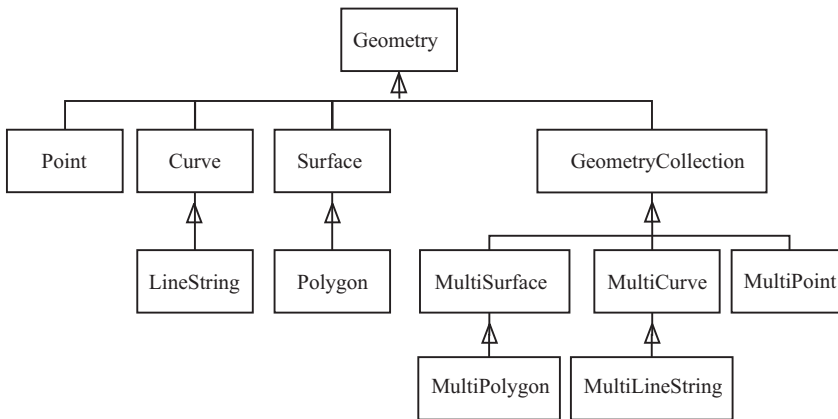 Geometry
Point
Curve
Surface
GeometryCollection
LineString
Polygon
MultiSurface
MultiCurve
MultiPoint
MultiPolygon
MultiLineString